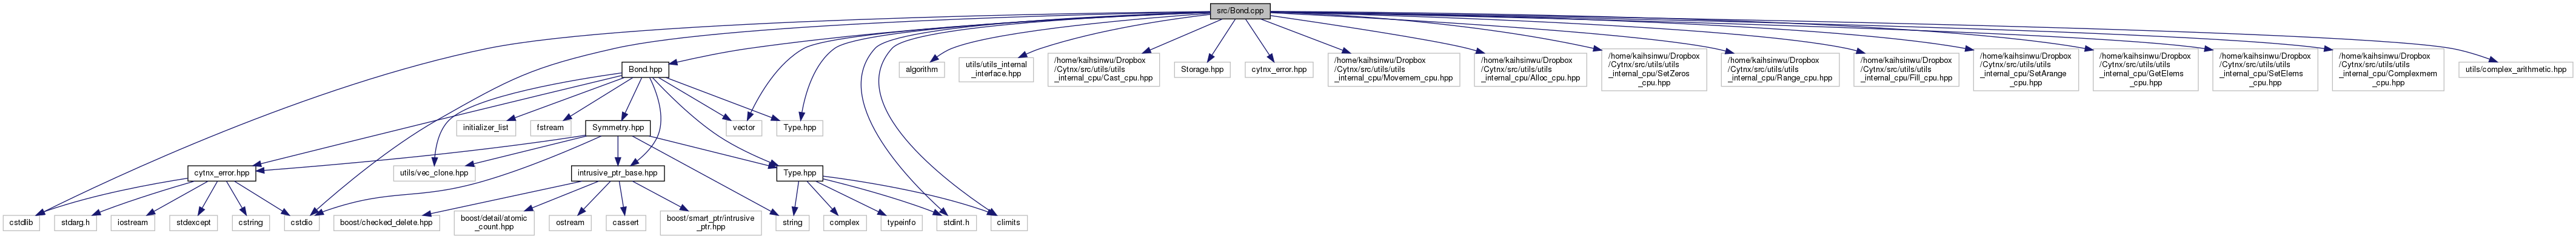 src/Bond.cpp
Bond.hpp
algorithm
utils/utils_internal
_interface.hpp
/home/kaihsinwu/Dropbox
/Cytnx/src/utils/utils
_internal_cpu/Cast_cpu.hpp
Storage.hpp
cytnx_error.hpp
/home/kaihsinwu/Dropbox
/Cytnx/src/utils/utils
_internal_cpu/Movemem_cpu.hpp
/home/kaihsinwu/Dropbox
/Cytnx/src/utils/utils
_internal_cpu/Alloc_cpu.hpp
/home/kaihsinwu/Dropbox
/Cytnx/src/utils/utils
_internal_cpu/SetZeros
_cpu.hpp
/home/kaihsinwu/Dropbox
/Cytnx/src/utils/utils
_internal_cpu/Range_cpu.hpp
/home/kaihsinwu/Dropbox
/Cytnx/src/utils/utils
_internal_cpu/Fill_cpu.hpp
/home/kaihsinwu/Dropbox
/Cytnx/src/utils/utils
_internal_cpu/SetArange
_cpu.hpp
/home/kaihsinwu/Dropbox
/Cytnx/src/utils/utils
_internal_cpu/GetElems
_cpu.hpp
/home/kaihsinwu/Dropbox
/Cytnx/src/utils/utils
_internal_cpu/SetElems
_cpu.hpp
/home/kaihsinwu/Dropbox
/Cytnx/src/utils/utils
_internal_cpu/Complexmem
_cpu.hpp
utils/complex_arithmetic.hpp
initializer_list
fstream
Symmetry.hpp
vector
Type.hpp
cytnx_error.hpp
utils/vec_clone.hpp
intrusive_ptr_base.hpp
Type.hpp
cstdlib
stdarg.h
iostream
stdexcept
cstring
cstdio
boost/checked_delete.hpp
boost/detail/atomic
_count.hpp
ostream
cassert
boost/smart_ptr/intrusive
_ptr.hpp
string
complex
typeinfo
stdint.h
climits